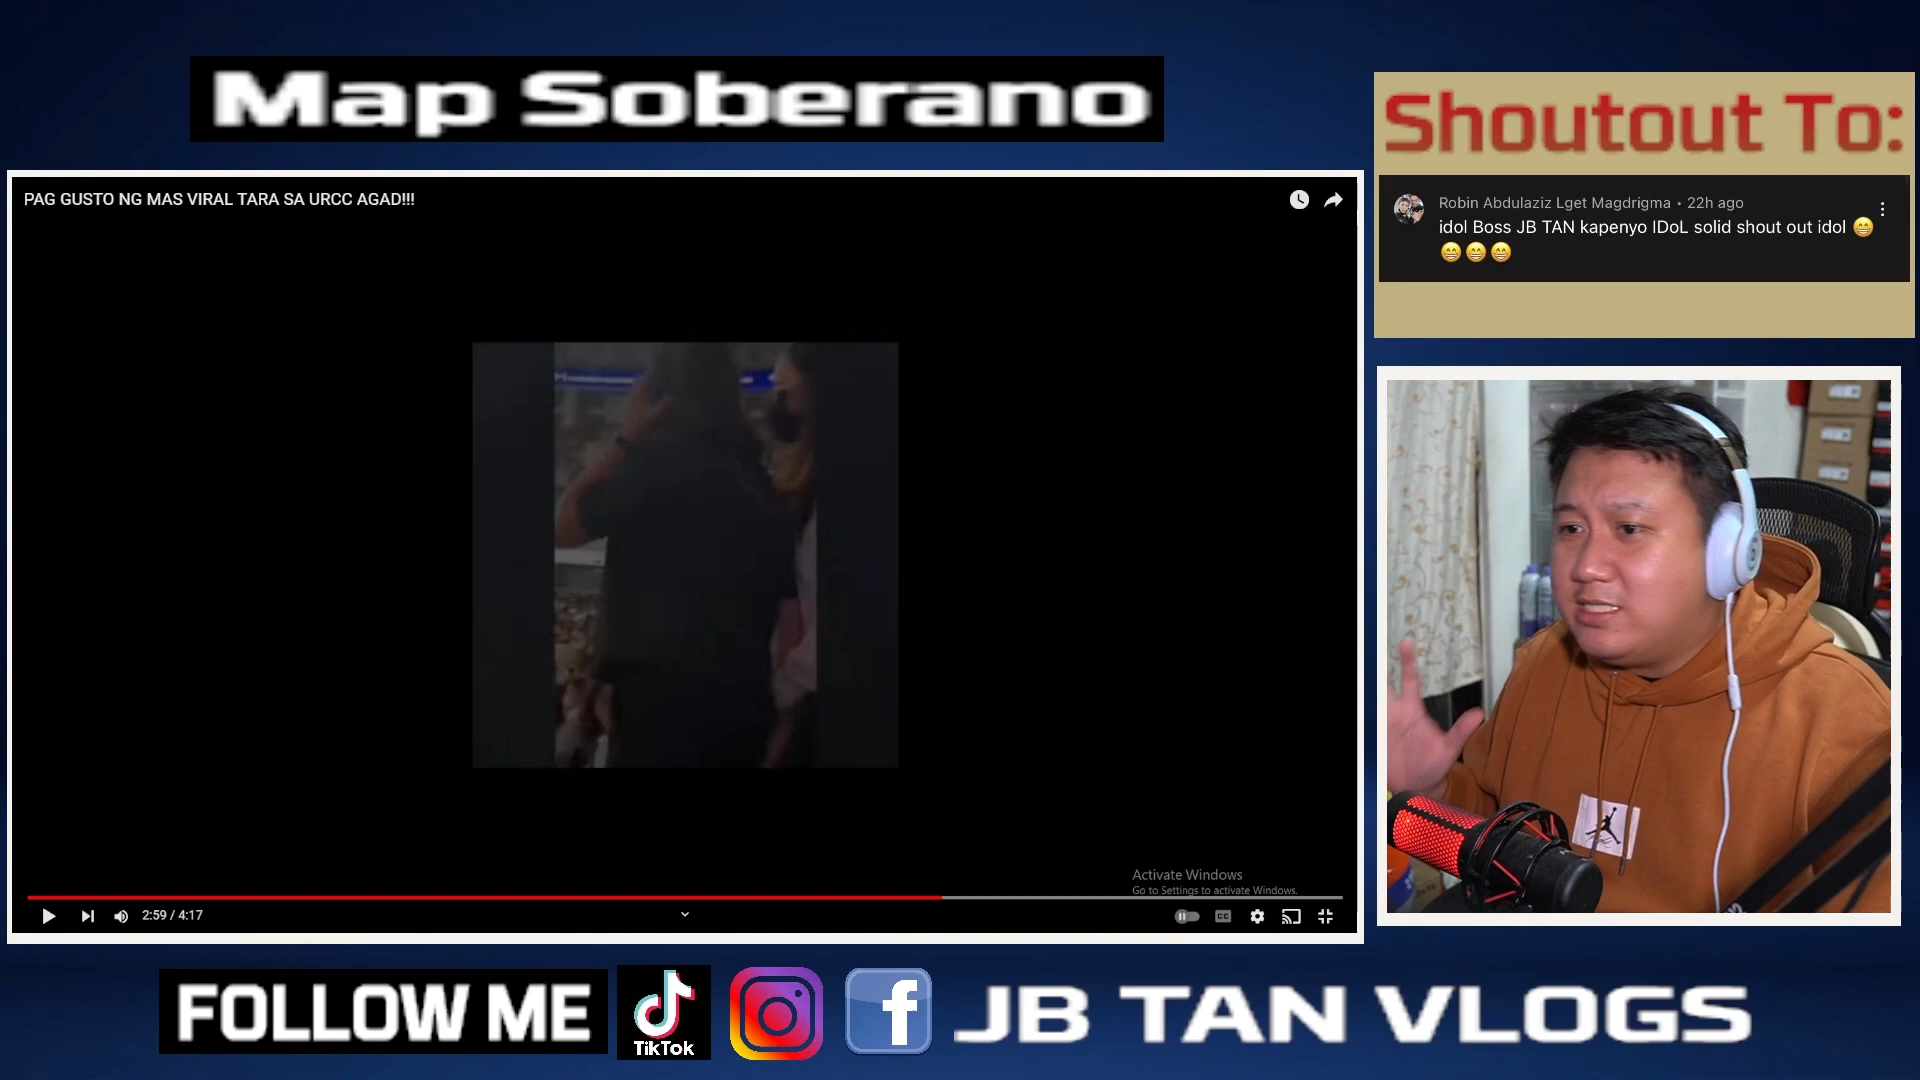 Map Soberano
Shoutout To:
PAG GUSTO NG MAS VIRAL TARA SA URCC AGAD!!!
Robin Abdulaziz Lget Magdrigma • 22h ago
idol Boss JB TAN kapenyo IDoL solid shout out idol 😁
😁😁😁
Activate Windows
Go to Settings to activate Windows.
2:59 / 4:17
CC
FOLLOW ME
TikTok
JB TAN VLOGS